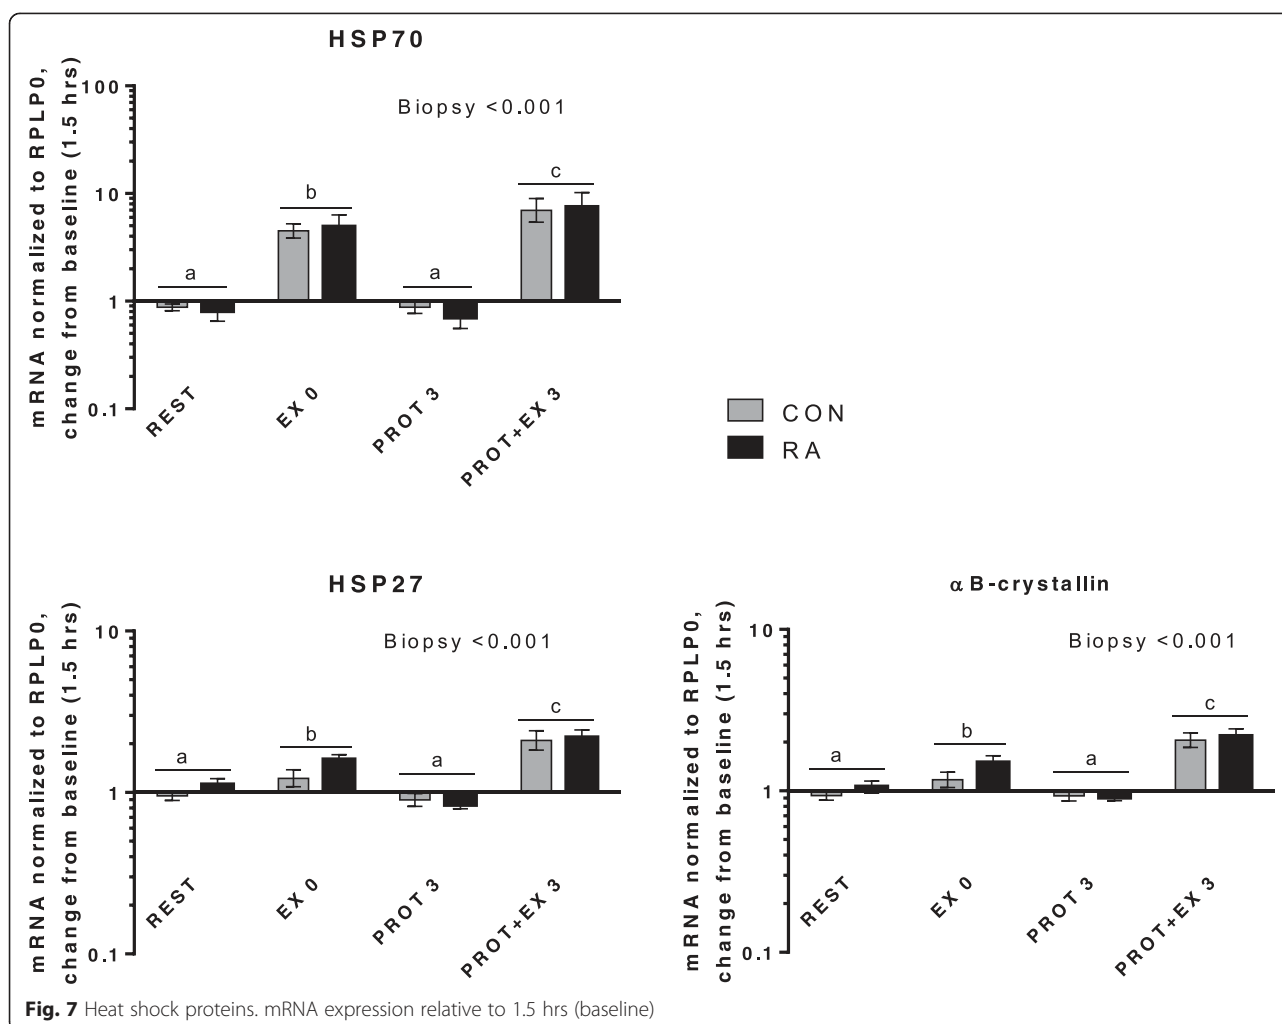 HSP70
mRNA normalized to RPLP0,
change from baseline (1.5 hrs)
100
10
1
0.1
Biopsy <0.001
a
b
a
c
REST
EX 0
PROT 3
PROT+EX 3
CON
RA
HSP27
mRNA normalized to RPLP0,
change from baseline (1.5 hrs)
10
1
0.1
Biopsy <0.001
a
b
a
c
REST
EX 0
PROT 3
PROT+EX 3
αB-crystallin
mRNA normalized to RPLP0,
change from baseline (1.5 hrs)
10
1
0.1
Biopsy <0.001
a
b
a
c
REST
EX 0
PROT 3
PROT+EX 3
Fig. 7 Heat shock proteins. mRNA expression relative to 1.5 hrs (baseline)